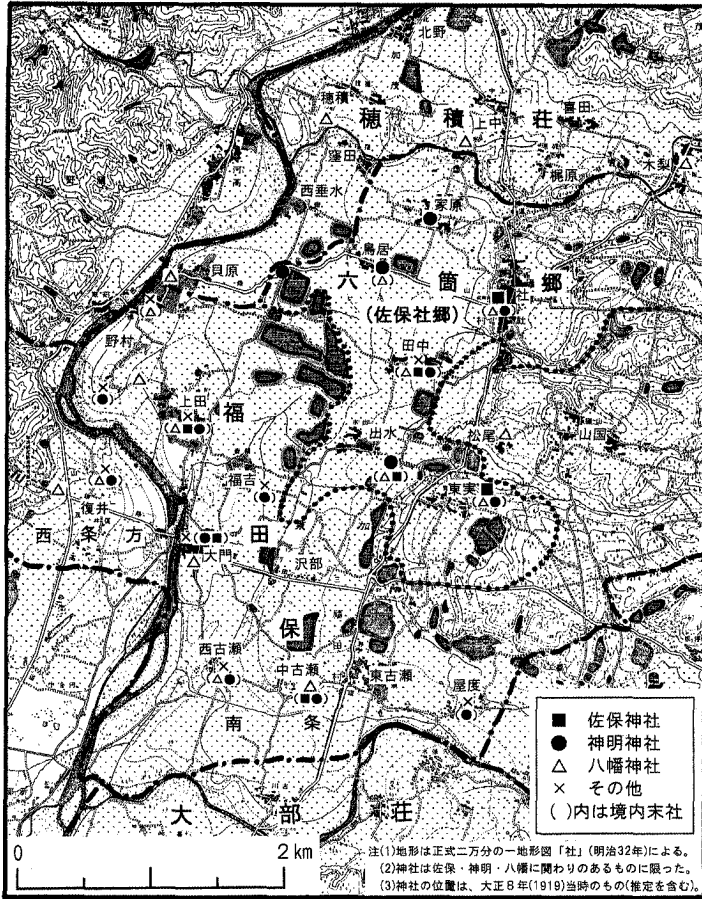 北野
穂積
穂積荘
上中
喜田
窪田
梶原
木梨
西垂水
家原
鳥居
貝原
六箇郷
(佐保社郷)
社
田中
野村
上田
福田保
出水
松尾
山国
福吉
東実
復井
西条方
大門
沢部
西古瀬
中古瀬
東古瀬
屋度
南条
大部荘
■ 佐保神社
● 神明神社
△ 八幡神社
× その他
( )内は境内末社
0 2km
注(1)地形は正式二万分の一地形図「社」(明治32年)による。
(2)神社は佐保・神明・八幡に関わりのあるものに限った。
(3)神社の位置は、大正8年(1919)当時のもの(推定を含む)。